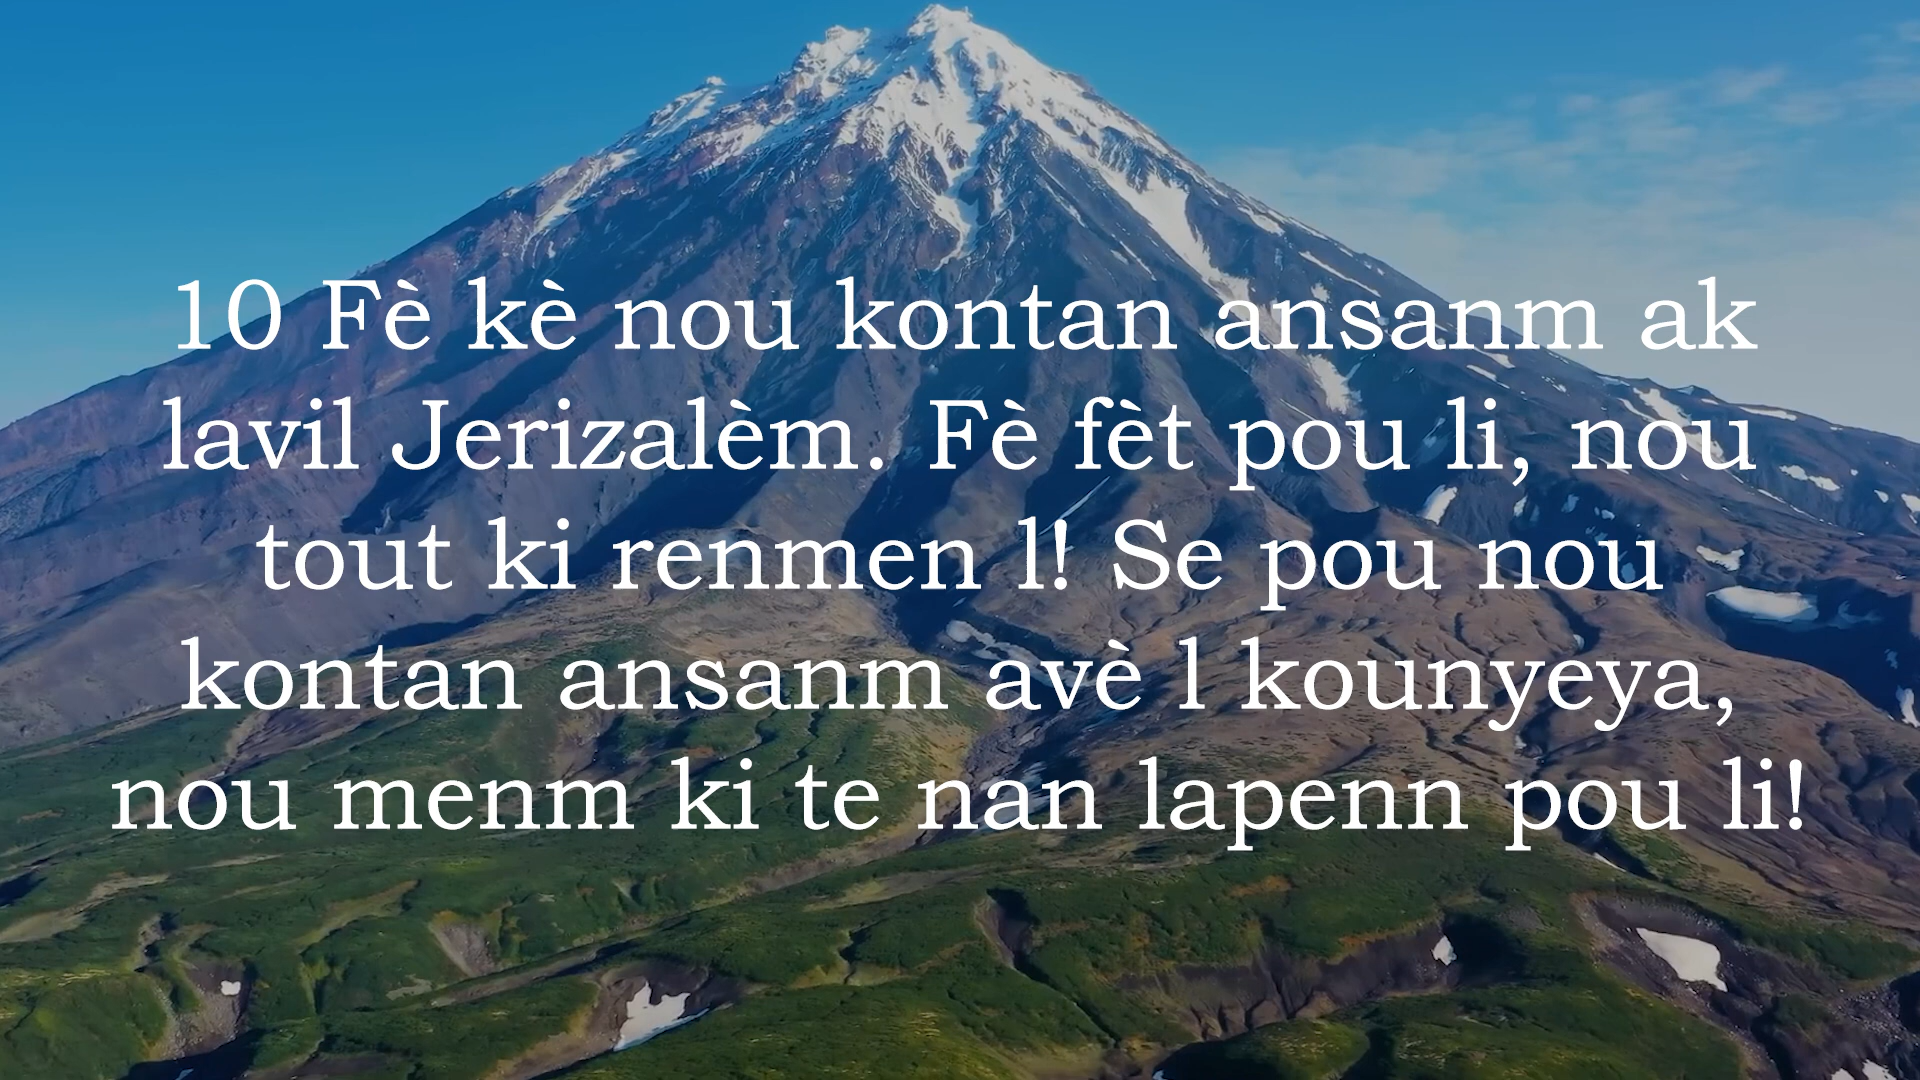 10 Fè kè nou kontan ansanm ak
lavil Jerizalèm. Fè fèt pou li, nou
tout ki renmen l! Se pou nou
kontan ansanm avè l kounyeya,
nou menm ki te nan lapenn pou li!